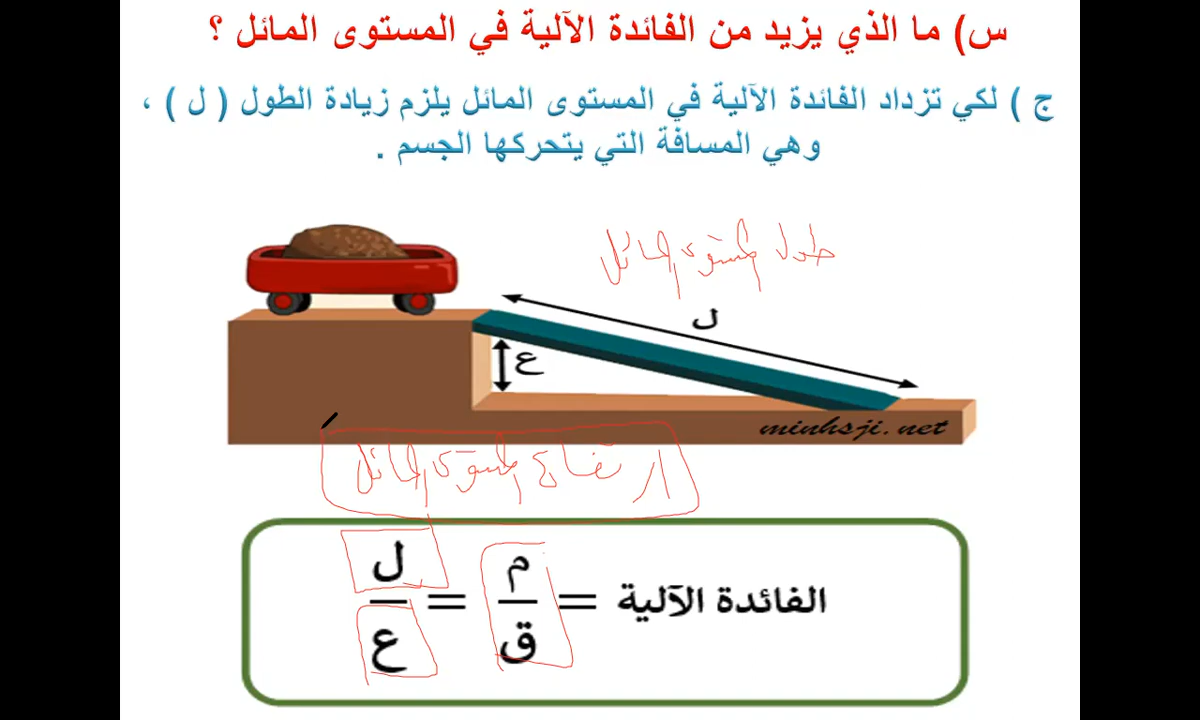 س) ما الذي يزيد من الفائدة الآلية في المستوى المائل ؟
ج ) لكي تزداد الفائدة الآلية في المستوى المائل يلزم زيادة الطول ( ل ) ،
وهي المسافة التي يتحركها الجسم .
طول المستوى المائل
ل
ع
minhsji.net
ارتفاع المستوى المائل
الفائدة الآلية = م / ق = ل / ع